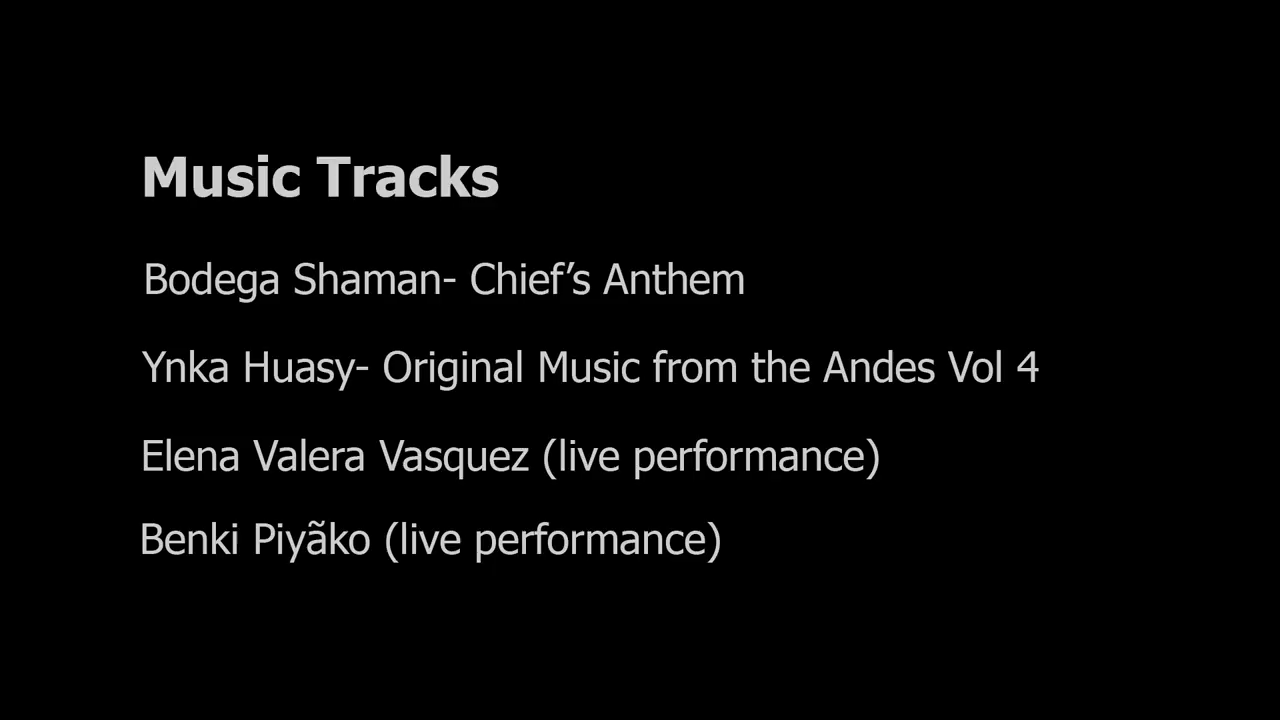 Music Tracks
Bodega Shaman- Chief’s Anthem
Ynka Huasy- Original Music from the Andes Vol 4
Elena Valera Vasquez (live performance)
Benki Piyãko (live performance)